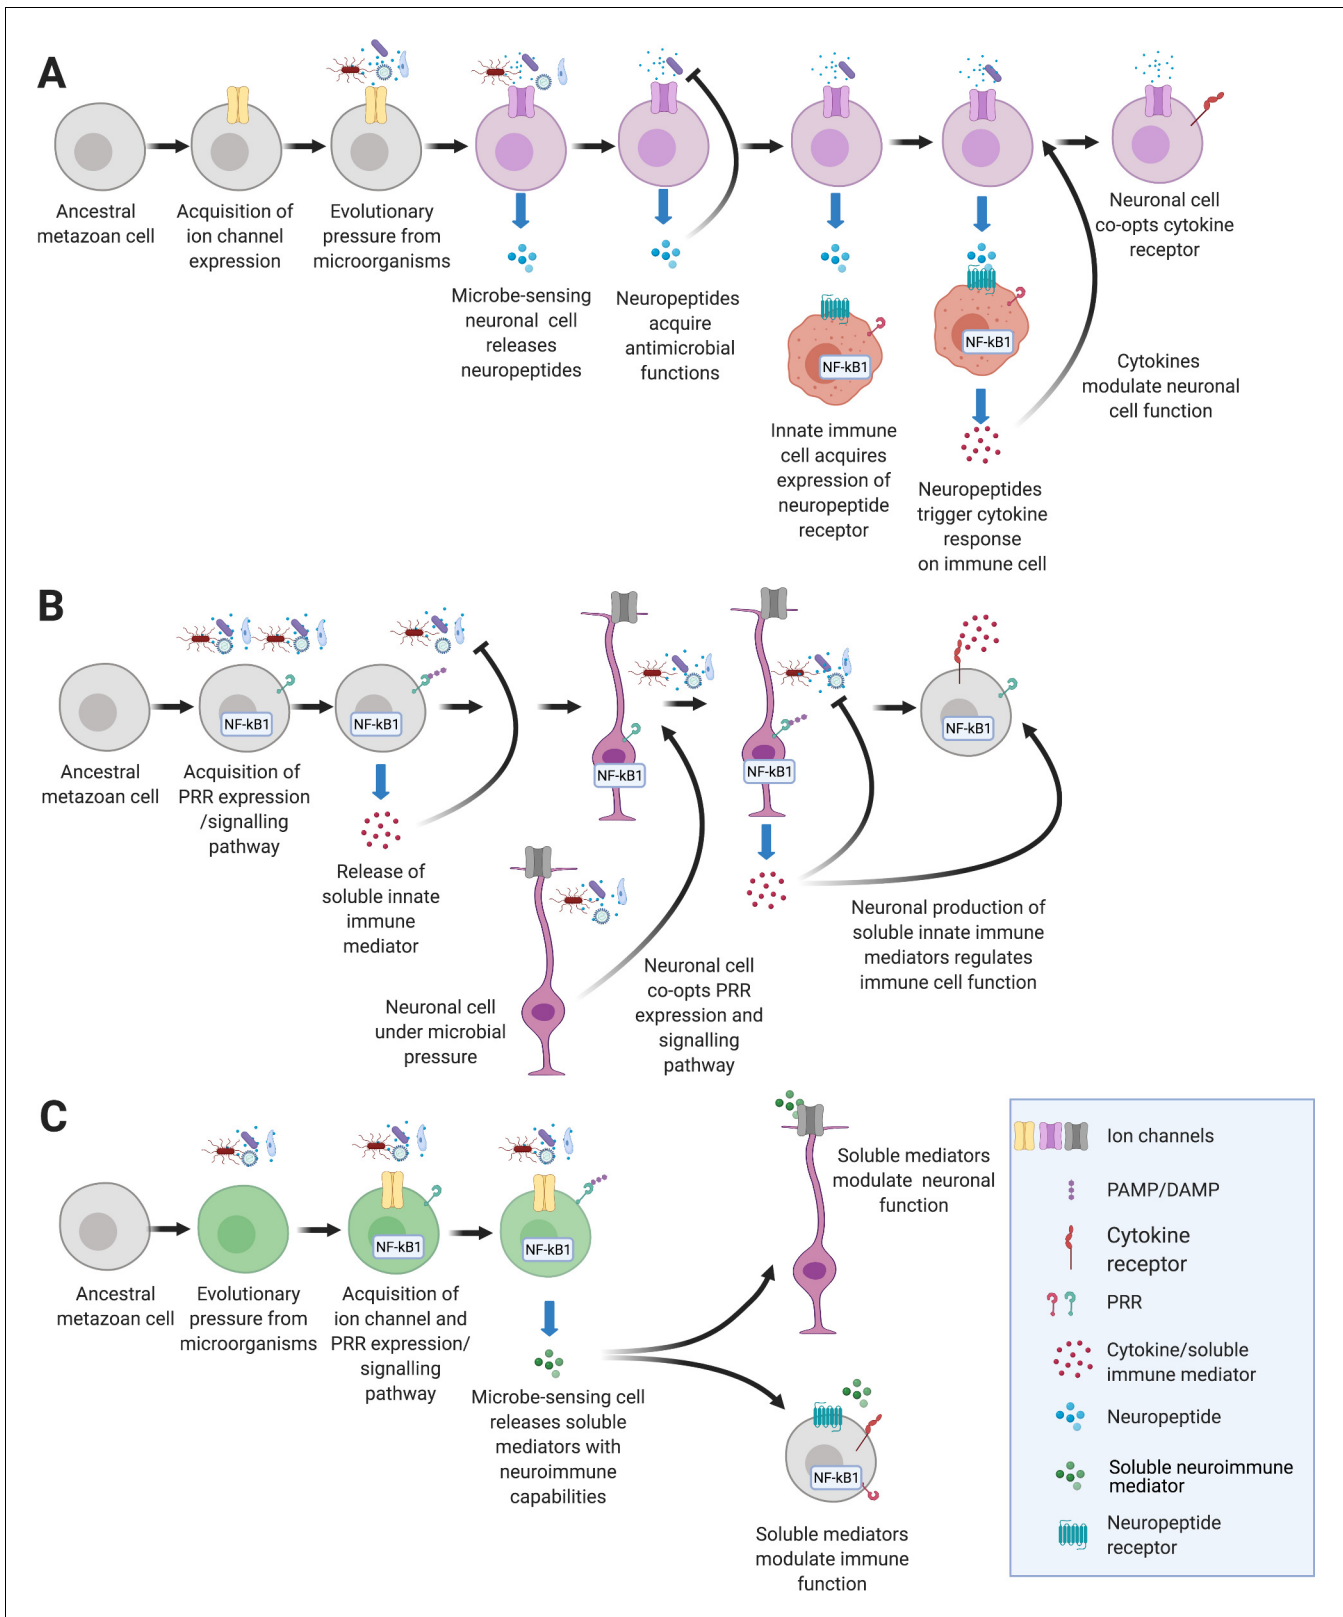 A
Ancestral
metazoan cell
Acquisition of
ion channel
expression
Evolutionary
pressure from
microorganisms
Microbe-sensing
neuronal cell
releases
neuropeptides
Neuropeptides
acquire
antimicrobial
functions
NF-kB1
Innate immune
cell acquires
expression of
neuropeptide
receptor
NF-kB1
Neuropeptides
trigger cytokine
response
on immune cell
Cytokines
modulate neuronal
cell function
Neuronal cell
co-opts cytokine
receptor
B
Ancestral
metazoan cell
NF-kB1
Acquisition of
PRR expression
/signalling
pathway
NF-kB1
Release of
soluble innate
immune
mediator
Neuronal cell
under microbial
pressure
NF-kB1
Neuronal cell
co-opts PRR
expression and
signalling
pathway
NF-kB1
Neuronal production of
soluble innate immune
mediators regulates
immune cell function
NF-kB1
C
Ancestral
metazoan cell
Evolutionary
pressure from
microorganisms
NF-kB1
Acquisition of
ion channel and
PRR expression/
signalling
pathway
NF-kB1
Microbe-sensing cell
releases soluble
mediators with
neuroimmune
capabilities
Soluble mediators
modulate neuronal
function
NF-kB1
Soluble mediators
modulate immune
function
Ion channels
PAMP/DAMP
Cytokine
receptor
PRR
Cytokine/soluble
immune mediator
Neuropeptide
Soluble neuroimmune
mediator
Neuropeptide
receptor